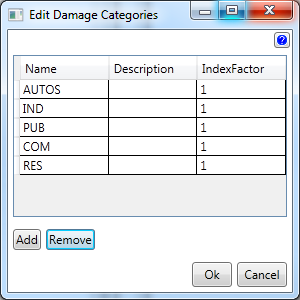 Edit Damage Categories
?
Name Description IndexFactor
AUTOS 1
IND 1
PUB 1
COM 1
RES 1
Add Remove
Ok Cancel